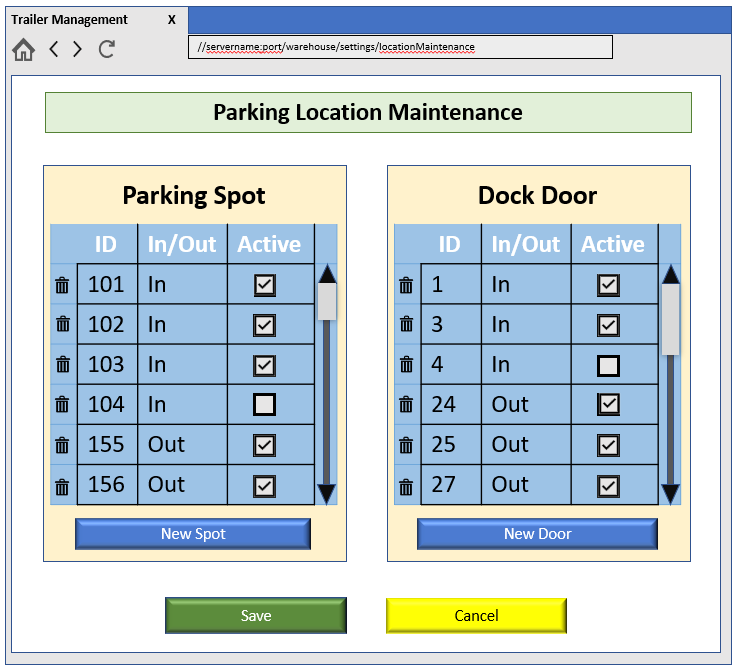 Trailer Management X
//servername:port/warehouse/settings/locationMaintenance
Parking Location Maintenance
Parking Spot
ID In/Out Active
101 In
102 In
103 In
104 In
155 Out
156 Out
New Spot
Dock Door
ID In/Out Active
1 In
3 In
4 In
24 Out
25 Out
27 Out
New Door
Save
Cancel